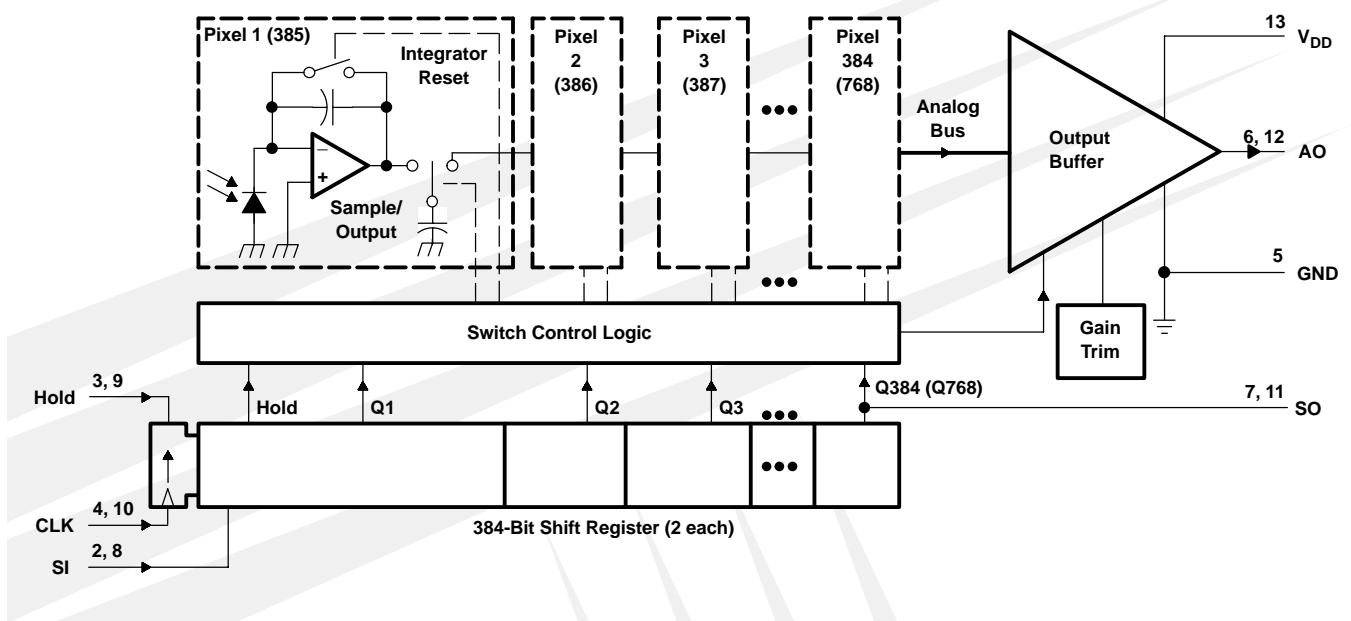 Pixel 1 (385)
Integrator
Reset
−
+
Sample/
Output
Pixel
2
(386)
Pixel
3
(387)
Pixel
384
(768)
Analog
Bus
Output
Buffer
13
VDD
6, 12
AO
5
GND
Gain
Trim
Switch Control Logic
3, 9
Hold
Hold
Q1
Q2
Q3
Q384 (Q768)
7, 11
SO
4, 10
CLK
384-Bit Shift Register (2 each)
2, 8
SI